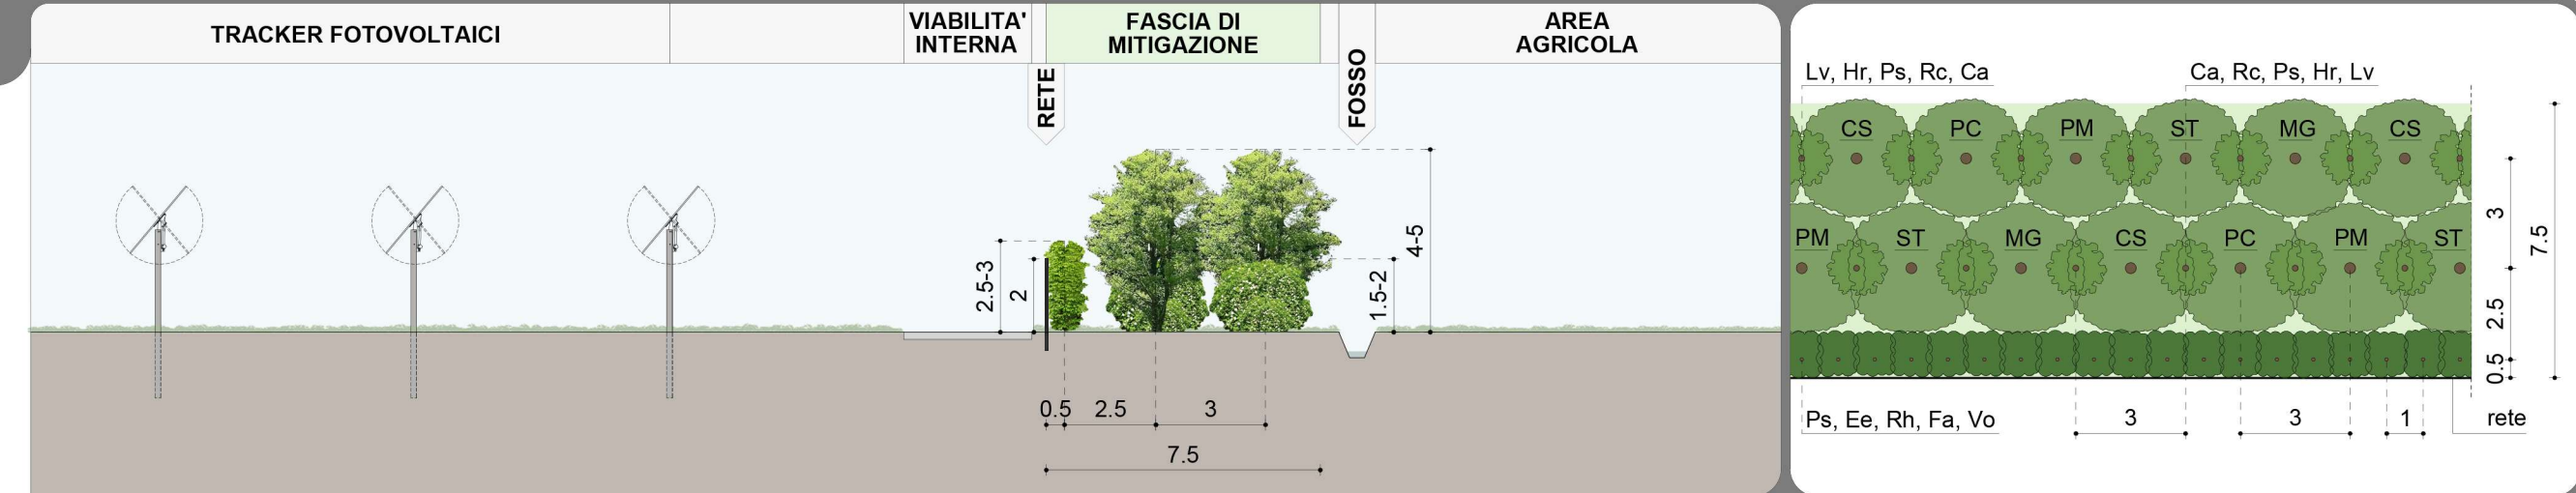 TRACKER FOTOVOLTAICI
VIABILITA'
INTERNA
FASCIA DI
MITIGAZIONE
AREA
AGRICOLA
RETE
FOSSO
2.5-3
2
1.5-2
4-5
0.5 2.5 3
7.5
Lv, Hr, Ps, Rc, Ca
Ca, Rc, Ps, Hr, Lv
CS PC PM ST MG CS
PM ST MG CS PC PM ST
3
7.5
2.5
0.5
Ps, Ee, Rh, Fa, Vo
3 3 1 rete